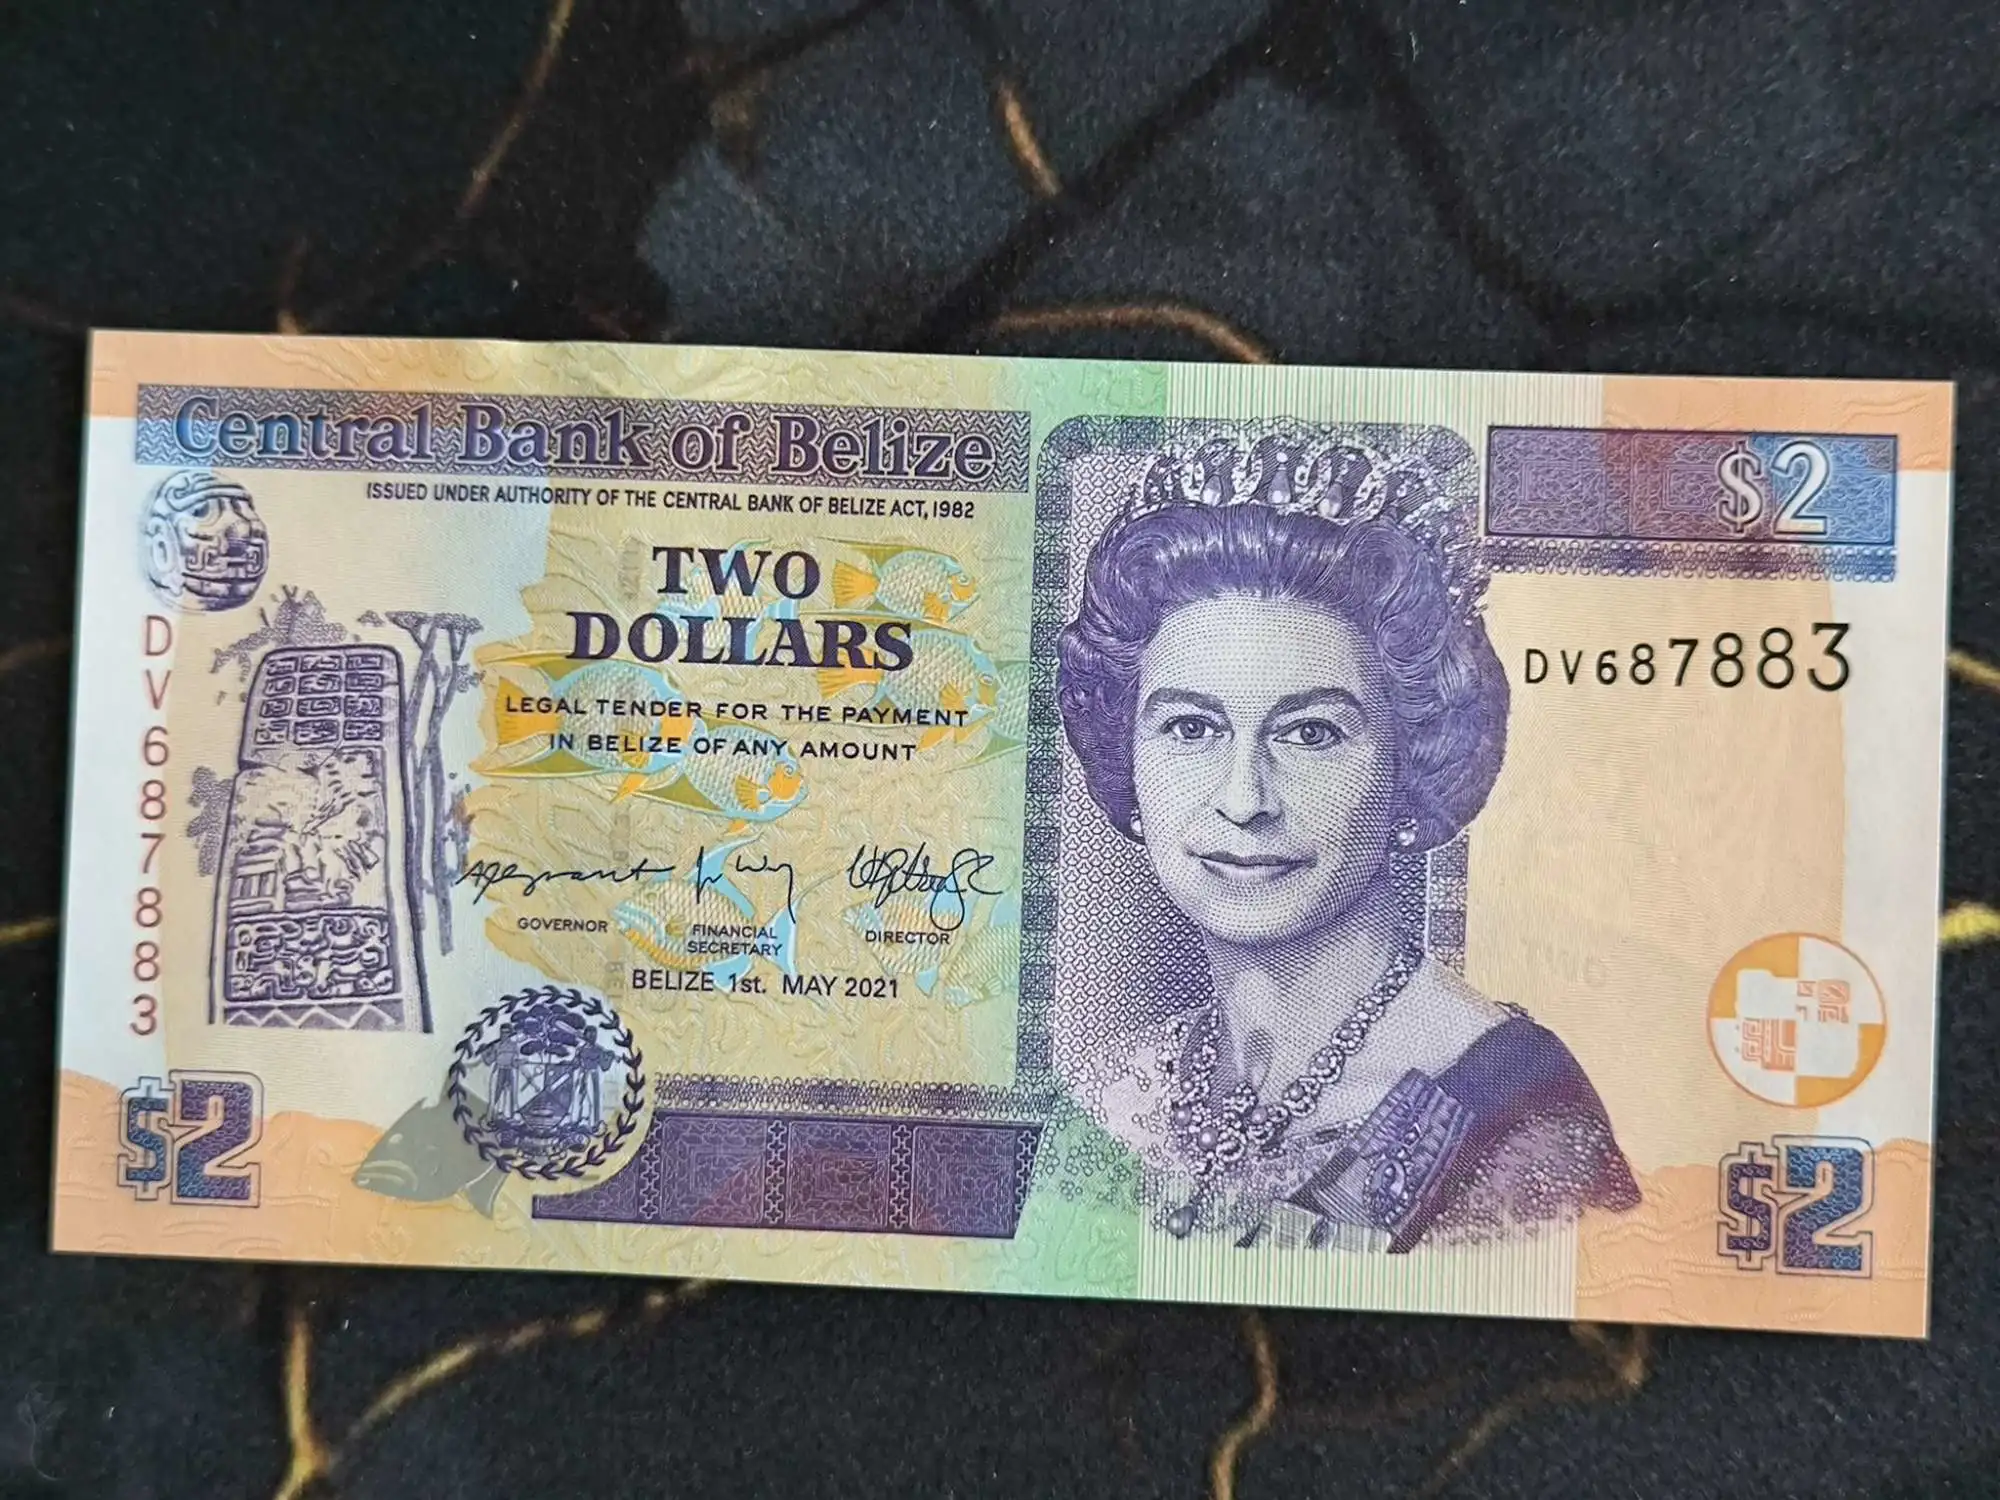 Central Bank of Belize
ISSUED UNDER AUTHORITY OF THE CENTRAL BANK OF BELIZE ACT, 1982
$2
TWO
DOLLARS
DV687883
DV687883
LEGAL TENDER FOR THE PAYMENT
IN BELIZE OF ANY AMOUNT
GOVERNOR
FINANCIAL
SECRETARY
DIRECTOR
BELIZE 1st. MAY 2021
$2
$2